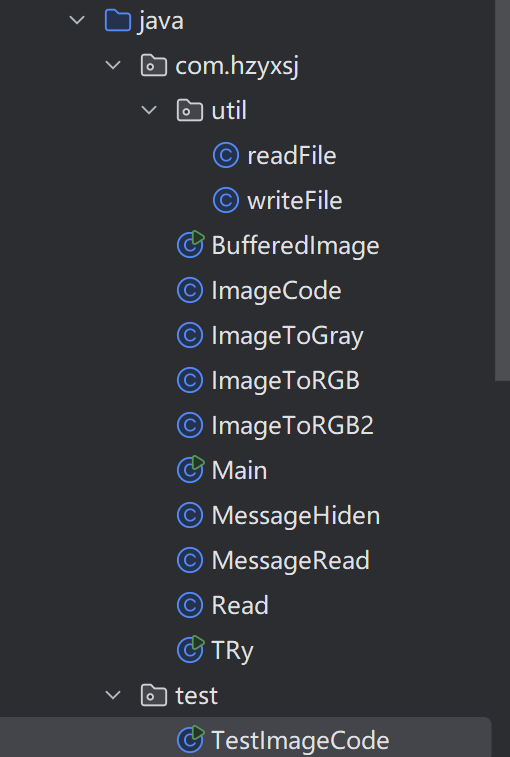 java
com.hzyxsj
util
readFile
writeFile
BufferedImage
ImageCode
ImageToGray
ImageToRGB
ImageToRGB2
Main
MessageHiden
MessageRead
Read
TRy
test
TestImageCode